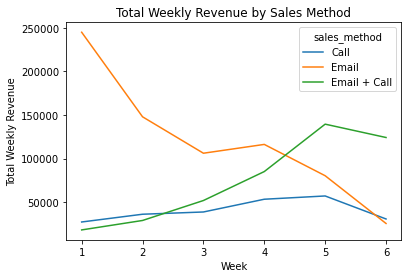 Total Weekly Revenue by Sales Method
250000
200000
150000
100000
50000
Total Weekly Revenue
sales_method
Call
Email
Email + Call
1 2 3 4 5 6
Week